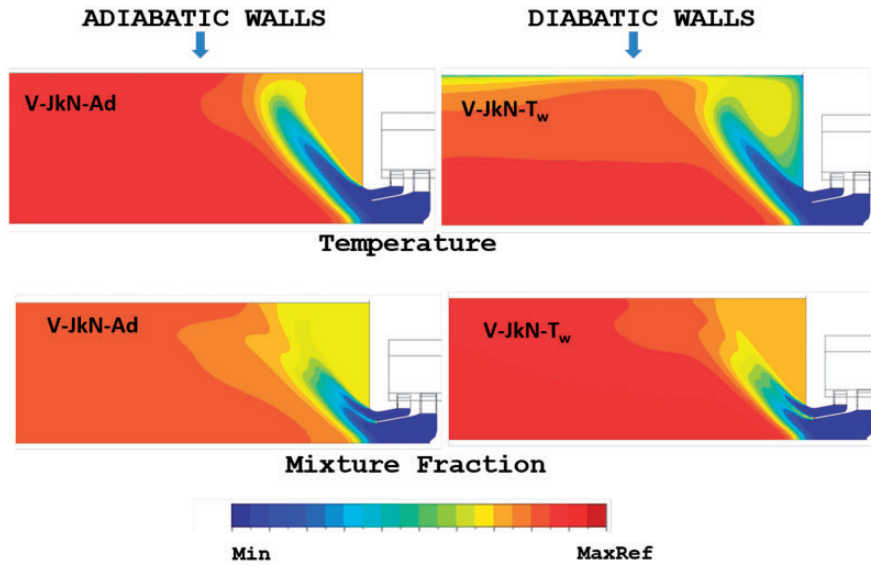 ADIABATIC WALLS DIABATIC WALLS
V-JkN-Ad V-JkN-Tw
Temperature
V-JkN-Ad V-JkN-Tw
Mixture Fraction
Min MaxRef